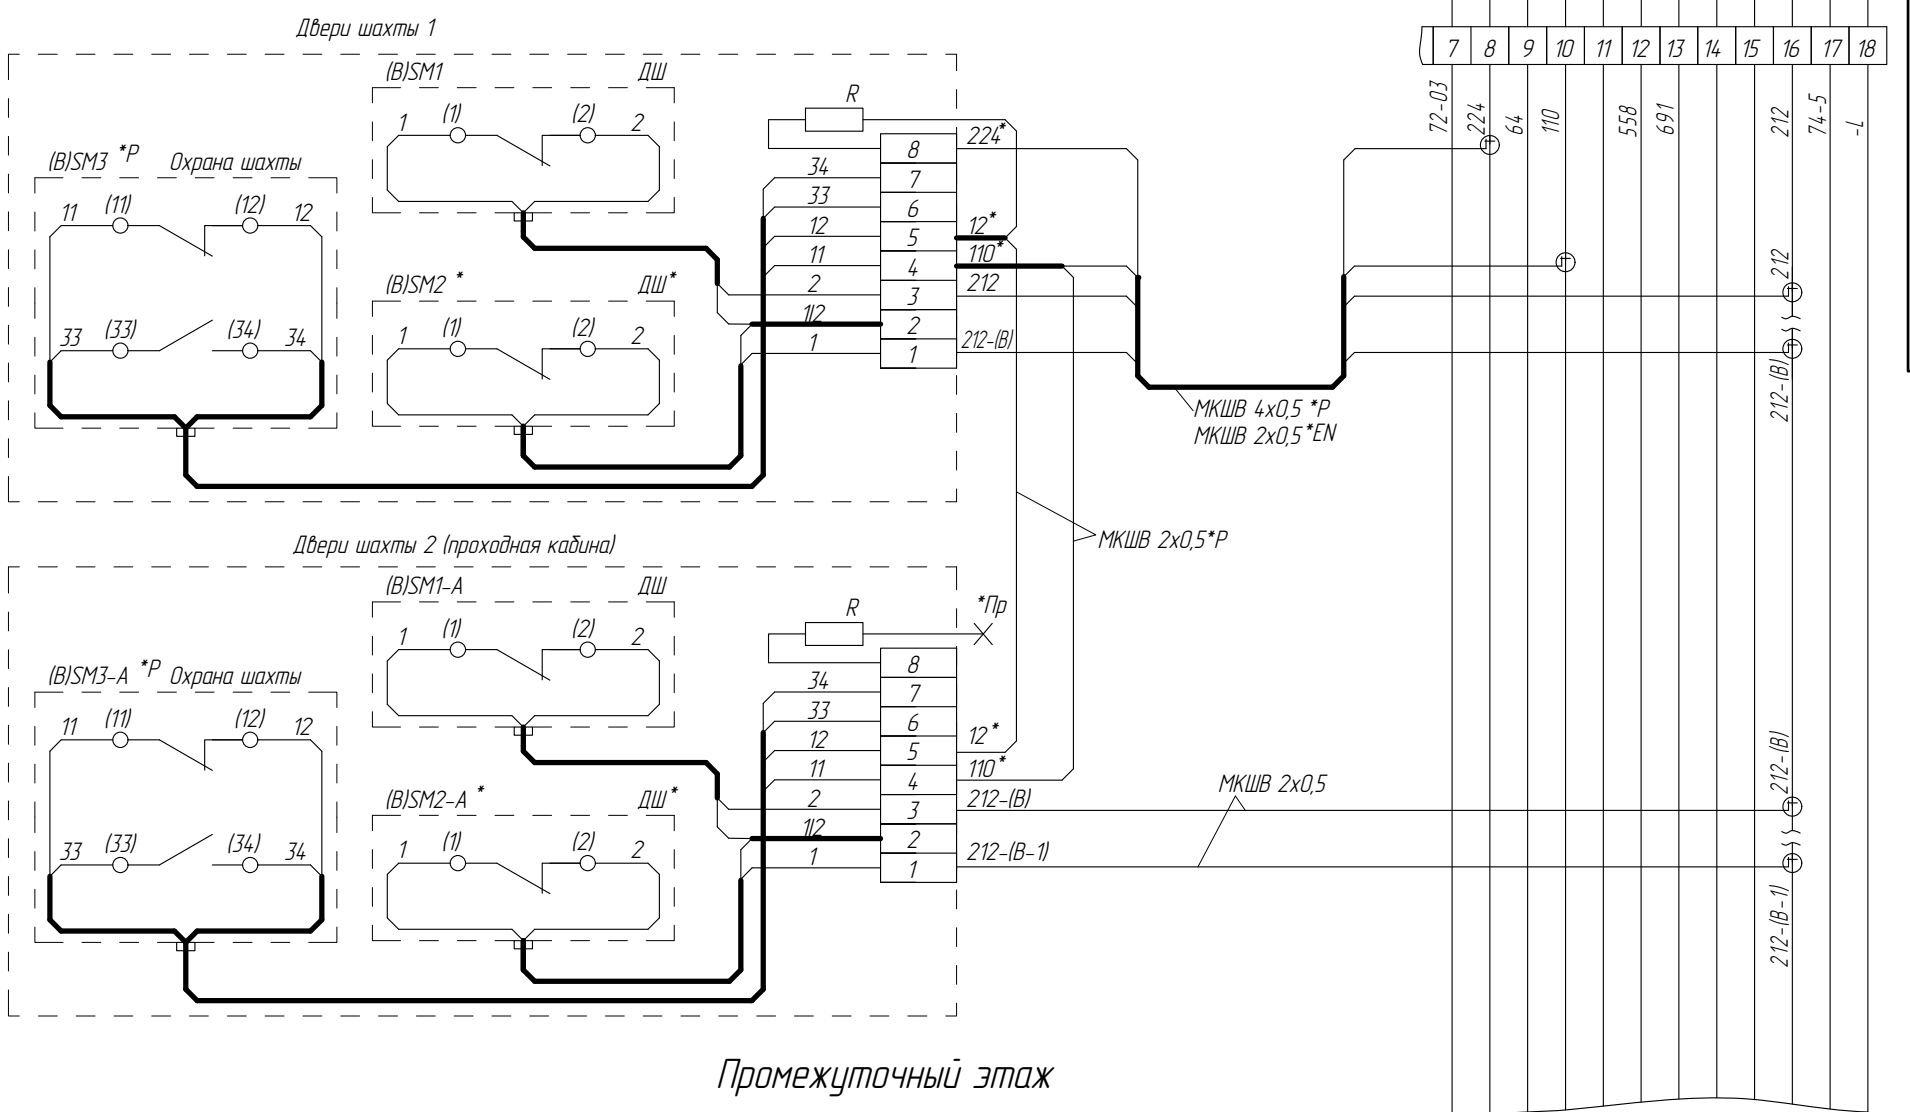 Двери шахты 1
7 8 9 10 11 12 13 14 15 16 17 18
72-03 224 64 110 558 691 212 74-5 -L
(В)SM1 ДШ
1 (1) (2) 2
(В)SM3 *Р Охрана шахты
11 (11) (12) 12
33 (33) (34) 34
(В)SM2 * ДШ*
1 (1) (2) 2
R
8 224*
34 7
33 6
12 5 12*
11 4 110*
2 3 212
1/2 2
1 1 212-(В)
212
212-(В)
МКШВ 4х0,5 *Р
МКШВ 2х0,5 *EN
МКШВ 2х0,5*Р
Двери шахты 2 (проходная кабина)
(В)SM1-А ДШ
1 (1) (2) 2
(В)SM3-А *Р Охрана шахты
11 (11) (12) 12
33 (33) (34) 34
(В)SM2-А * ДШ*
1 (1) (2) 2
R *Пр
8
34 7
33 6
12 5 12*
11 4 110*
2 3 212-(В)
1/2 2
1 1 212-(В-1)
МКШВ 2х0,5
212-(В)
212-(В-1)
Промежуточный этаж